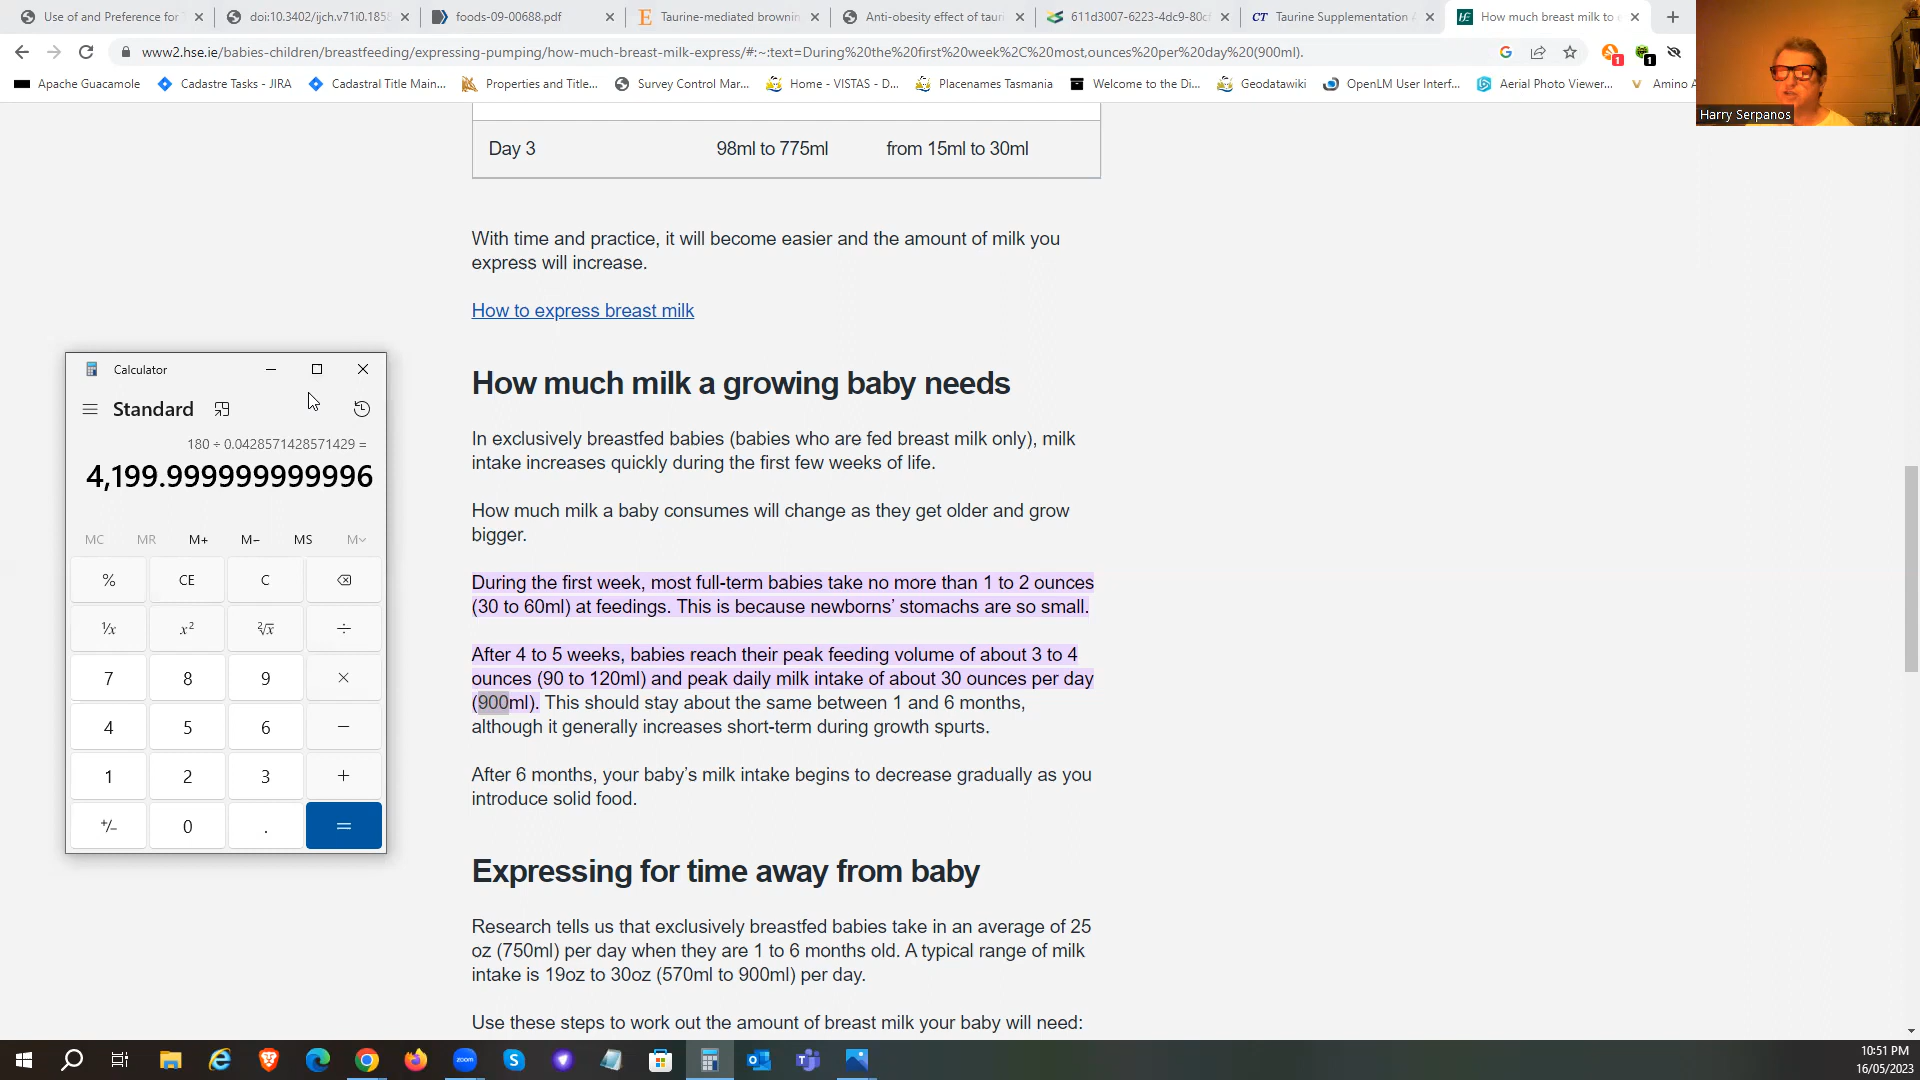 Use of and Preference for
doi:10.3402/ijch.v71i0.1858
foods-09-00688.pdf
Taurine-mediated brownin
Anti-obesity effect of taur
611d3007-6223-4dc9-80cf
Taurine Supplementation
How much breast milk to e
www2.hse.ie/babies-children/breastfeeding/expressing-pumping/how-much-breast-milk-express/#:~:text=During%20the%20first%20week%2C%20most,ounces%20per%20day%20(900ml).
Apache Guacamole
Cadastre Tasks - JIRA
Cadastral Title Main...
Properties and Title...
Survey Control Mar...
Home - VISTAS - D...
Placenames Tasmania
Welcome to the Di...
Geodatawiki
OpenLM User Interf...
Aerial Photo Viewer...
Amino A
Harry Serpanos
Day 3 98ml to 775ml from 15ml to 30ml
With time and practice, it will become easier and the amount of milk you
express will increase.
How to express breast milk
How much milk a growing baby needs
In exclusively breastfed babies (babies who are fed breast milk only), milk
intake increases quickly during the first few weeks of life.
How much milk a baby consumes will change as they get older and grow
bigger.
During the first week, most full-term babies take no more than 1 to 2 ounces
(30 to 60ml) at feedings. This is because newborns’ stomachs are so small.
After 4 to 5 weeks, babies reach their peak feeding volume of about 3 to 4
ounces (90 to 120ml) and peak daily milk intake of about 30 ounces per day
(900ml). This should stay about the same between 1 and 6 months,
although it generally increases short-term during growth spurts.
After 6 months, your baby’s milk intake begins to decrease gradually as you
introduce solid food.
Expressing for time away from baby
Research tells us that exclusively breastfed babies take in an average of 25
oz (750ml) per day when they are 1 to 6 months old. A typical range of milk
intake is 19oz to 30oz (570ml to 900ml) per day.
Use these steps to work out the amount of breast milk your baby will need:
Calculator
Standard
180 ÷ 0.0428571428571429 =
4,199.999999999996
MC MR M+ M− MS M˅
% CE C
¹/x x² ²√x ÷
7 8 9 ×
4 5 6 −
1 2 3 +
+/− 0 . =
10:51 PM
16/05/2023